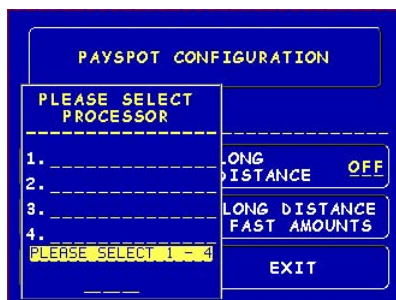 PAYSPOT CONFIGURATION
PLEASE SELECT
PROCESSOR
1.
2.
3.
4.
PLEASE SELECT 1 - 4
LONG
DISTANCE OFF
LONG DISTANCE
FAST AMOUNTS
EXIT